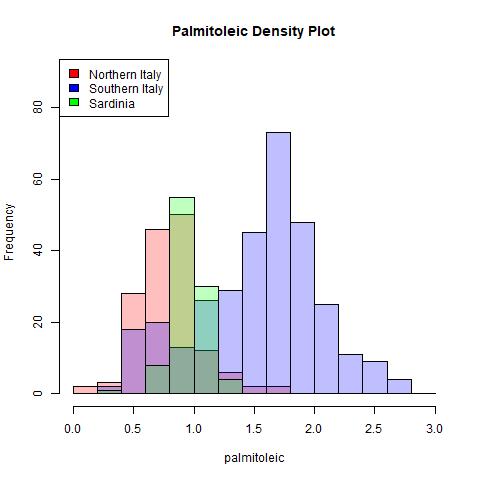 Palmitoleic Density Plot
Northern Italy
Southern Italy
Sardinia
Frequency
80
60
40
20
0
0.0 0.5 1.0 1.5 2.0 2.5 3.0
palmitoleic